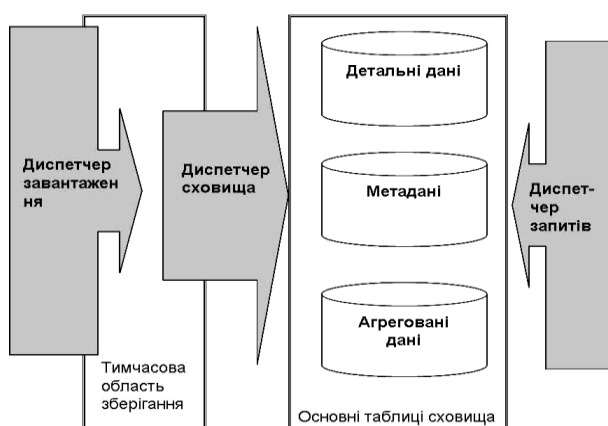 Диспетчер
завантажен
ня
Тимчасова
область
зберігання
Диспетчер
сховища
Детальні дані
Метадані
Агреговані
дані
Основні таблиці сховища
Диспет-
чер
запитів